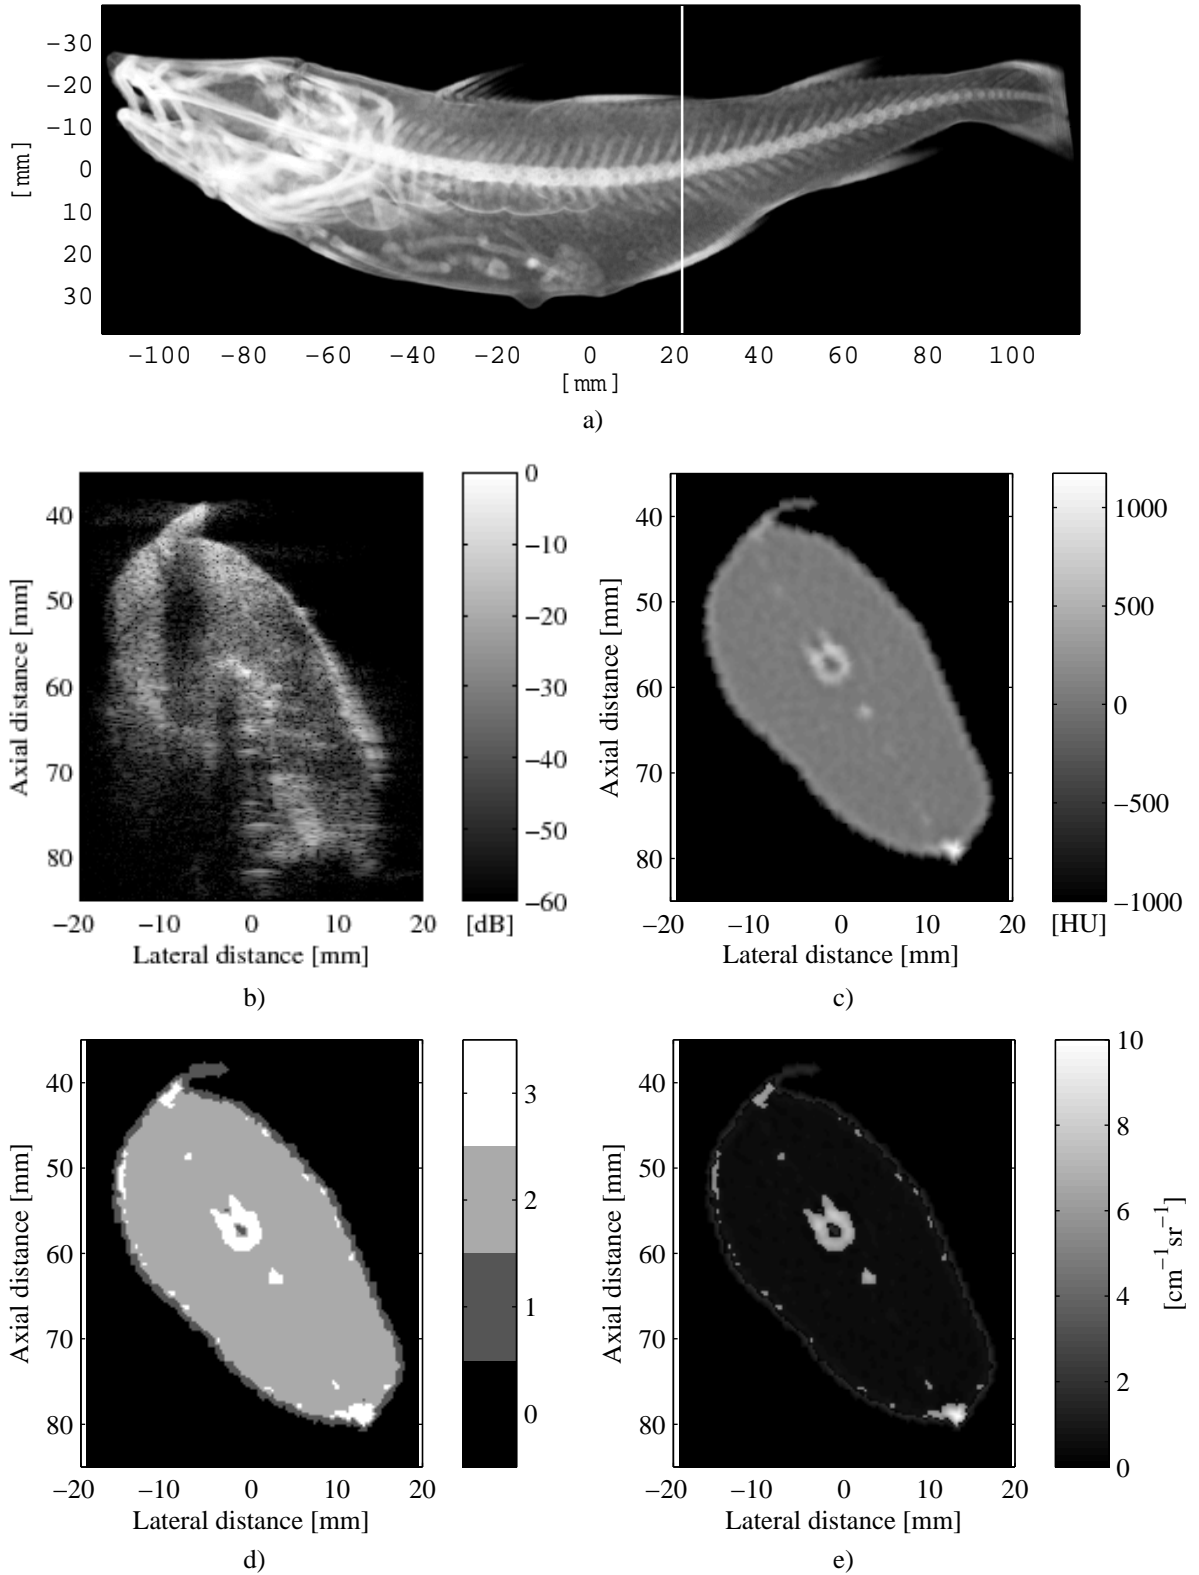 −30
−20
−10
0
10
20
30
[mm]
−100 −80 −60 −40 −20 0 20 40 60 80 100
[mm]
a)
40
50
60
70
80
Axial distance [mm]
−20 −10 0 10 20
Lateral distance [mm]
0
−10
−20
−30
−40
−50
−60
[dB]
b)
40
50
60
70
80
Axial distance [mm]
−20 −10 0 10 20
Lateral distance [mm]
1000
500
0
−500
−1000
[HU]
c)
40
50
60
70
80
Axial distance [mm]
−20 −10 0 10 20
Lateral distance [mm]
3
2
1
0
d)
40
50
60
70
80
Axial distance [mm]
−20 −10 0 10 20
Lateral distance [mm]
10
8
6
4
2
0
[cm−1sr−1]
e)